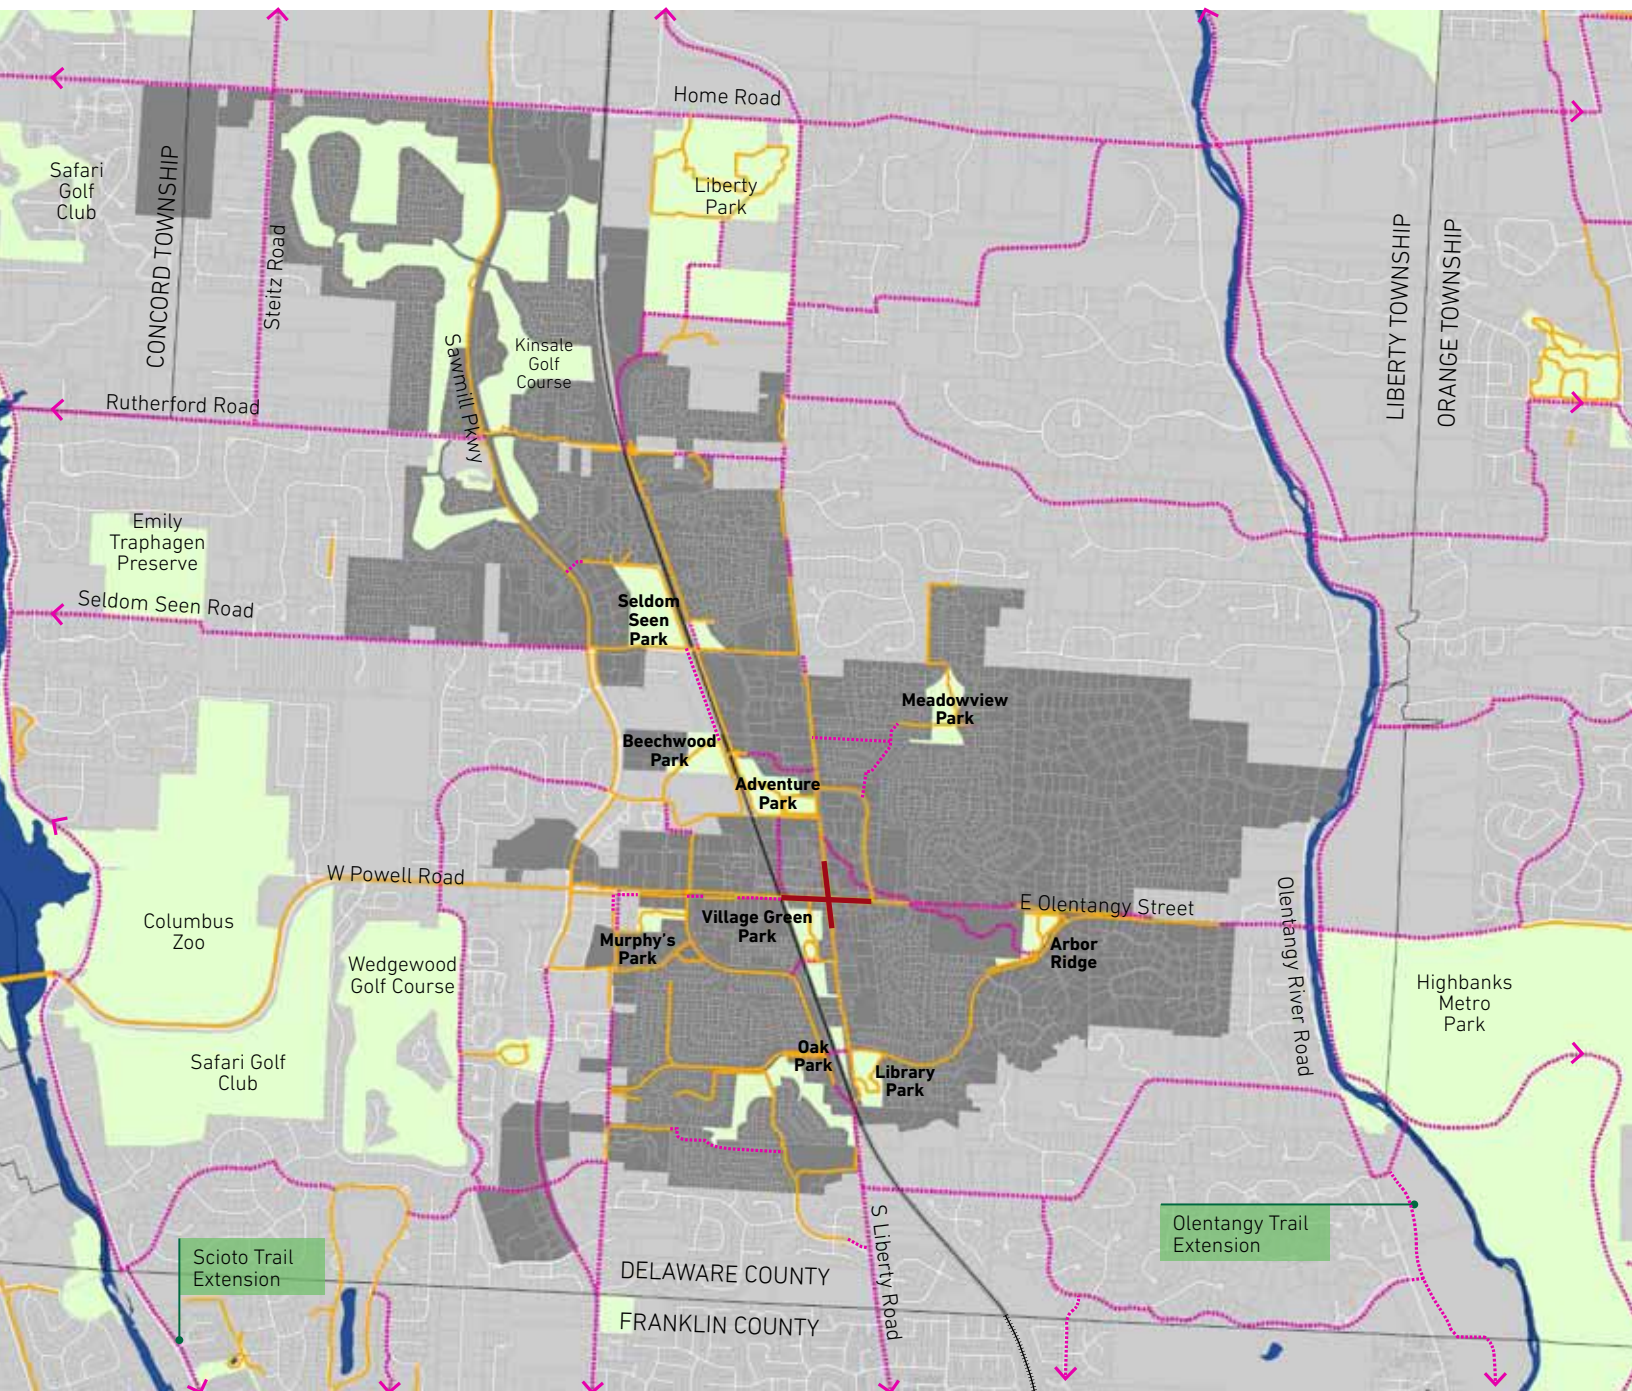 Home Road
Safari
Golf
Club
CONCORD TOWNSHIP
Steitz Road
Liberty
Park
LIBERTY TOWNSHIP
ORANGE TOWNSHIP
Sawmill Pkwy
Kinsale
Golf
Course
Rutherford Road
Emily
Traphagen
Preserve
Seldom Seen Road
Seldom
Seen
Park
Meadowview
Park
Beechwood
Park
Adventure
Park
W Powell Road
E Olentangy Street
Columbus
Zoo
Village Green
Park
Murphy's
Park
Arbor
Ridge
Wedgewood
Golf Course
Olentangy River Road
Highbanks
Metro
Park
Safari Golf
Club
Oak
Park
Library
Park
S Liberty Road
Olentangy Trail
Extension
Scioto Trail
Extension
DELAWARE COUNTY
FRANKLIN COUNTY